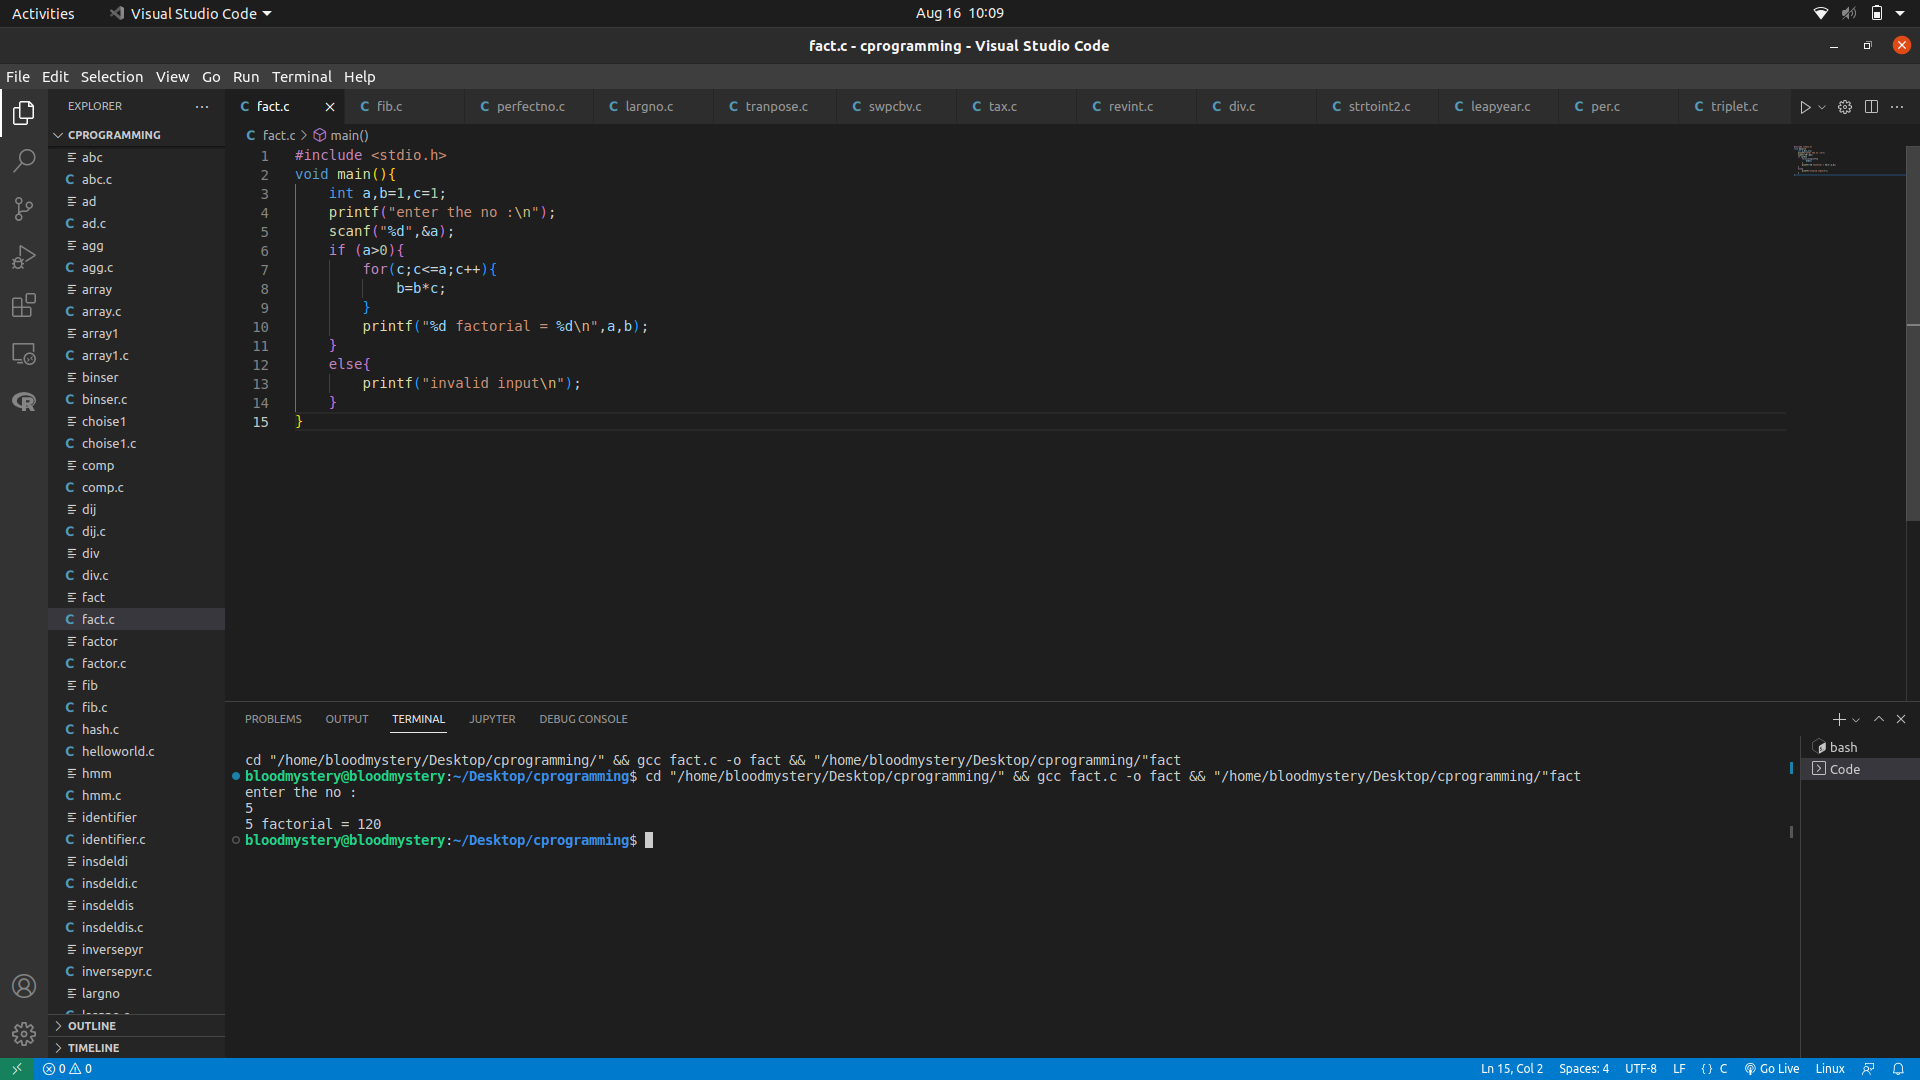 Activities Visual Studio Code Aug 16 10:09
fact.c - cprogramming - Visual Studio Code
File Edit Selection View Go Run Terminal Help
EXPLORER
CPROGRAMMING
abc
abc.c
ad
ad.c
agg
agg.c
array
array.c
array1
array1.c
binser
binser.c
choise1
choise1.c
comp
comp.c
dij
dij.c
div
div.c
fact
fact.c
factor
factor.c
fib
fib.c
hash.c
helloworld.c
hmm
hmm.c
identifier
identifier.c
insdeldi
insdeldi.c
insdeldis
insdeldis.c
inversepyr
inversepyr.c
largno
OUTLINE
TIMELINE
fact.c fib.c perfectno.c largno.c tranpose.c swpcbv.c tax.c revint.c div.c strtoint2.c leapyear.c per.c triplet.c
fact.c > main()
1 #include <stdio.h>
2 void main(){
3 int a,b=1,c=1;
4 printf("enter the no :\n");
5 scanf("%d",&a);
6 if (a>0){
7 for(c;c<=a;c++){
8 b=b*c;
9 }
10 printf("%d factorial = %d\n",a,b);
11 }
12 else{
13 printf("invalid input\n");
14 }
15 }
PROBLEMS OUTPUT TERMINAL JUPYTER DEBUG CONSOLE
cd "/home/bloodmystery/Desktop/cprogramming/" && gcc fact.c -o fact && "/home/bloodmystery/Desktop/cprogramming/"fact
bloodmystery@bloodmystery:~/Desktop/cprogramming$ cd "/home/bloodmystery/Desktop/cprogramming/" && gcc fact.c -o fact && "/home/bloodmystery/Desktop/cprogramming/"fact
enter the no :
5
5 factorial = 120
bloodmystery@bloodmystery:~/Desktop/cprogramming$
bash
Code
0 0 Ln 15, Col 2 Spaces: 4 UTF-8 LF {} C Go Live Linux